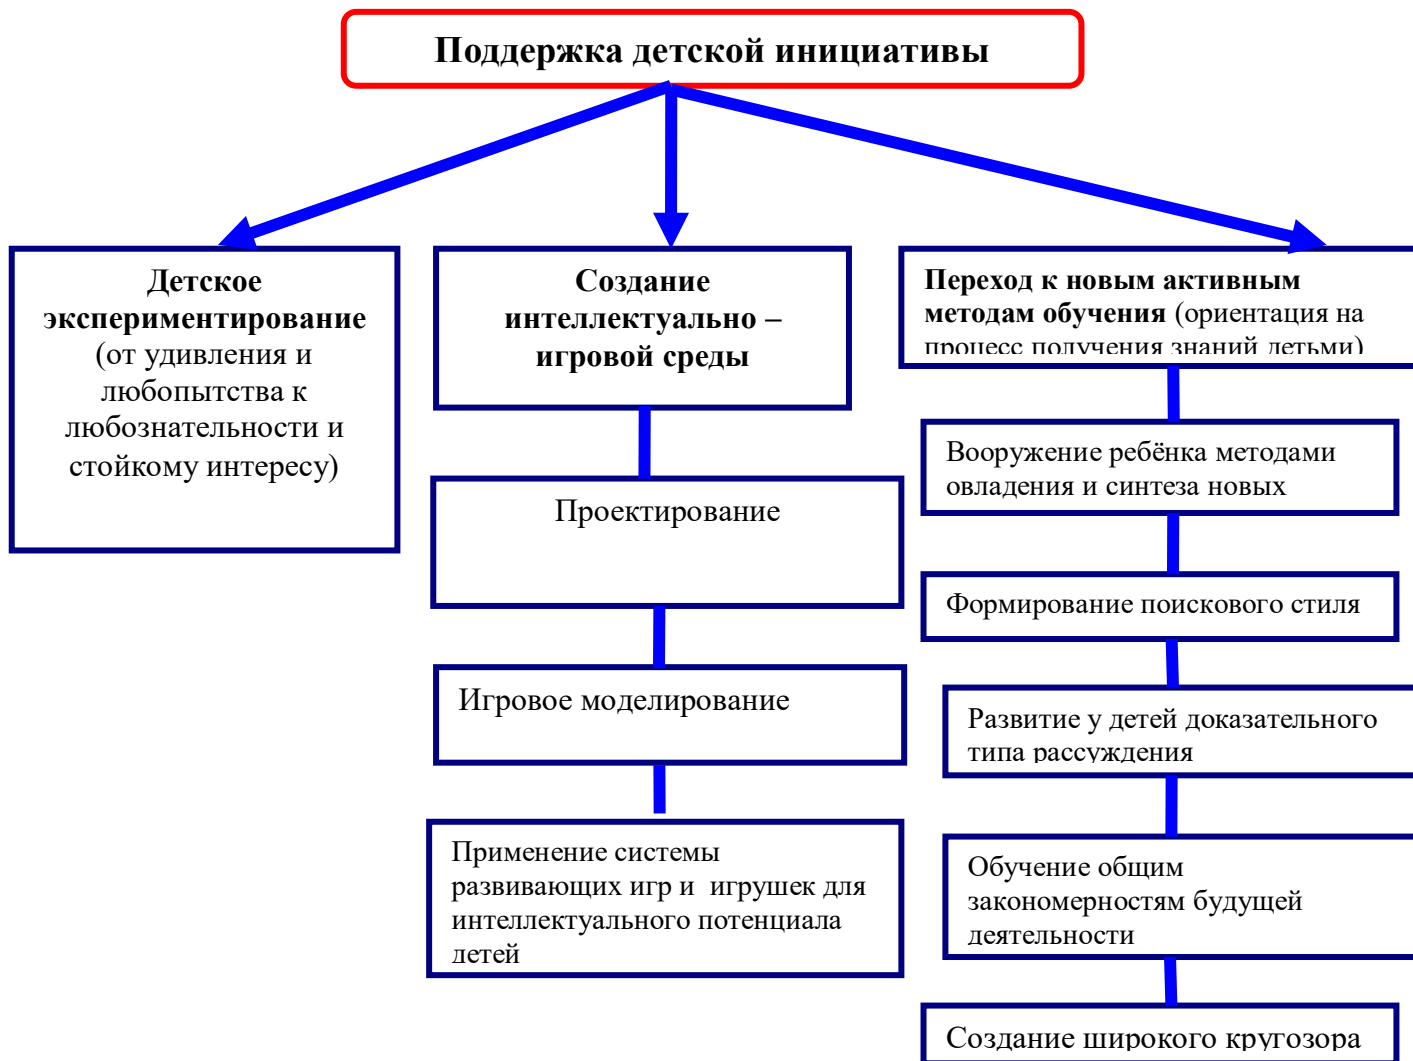 Поддержка детской инициативы
Детское
экспериментирование
(от удивления и
любопытства к
любознательности и
стойкому интересу)
Создание
интеллектуально –
игровой среды
Проектирование
Игровое моделирование
Применение системы
развивающих игр и игрушек для
интеллектуального потенциала
детей
Переход к новым активным
методам обучения (ориентация на
процесс получения знаний детьми)
Вооружение ребёнка методами
овладения и синтеза новых
Формирование поискового стиля
Развитие у детей доказательного
типа рассуждения
Обучение общим
закономерностям будущей
деятельности
Создание широкого кругозора